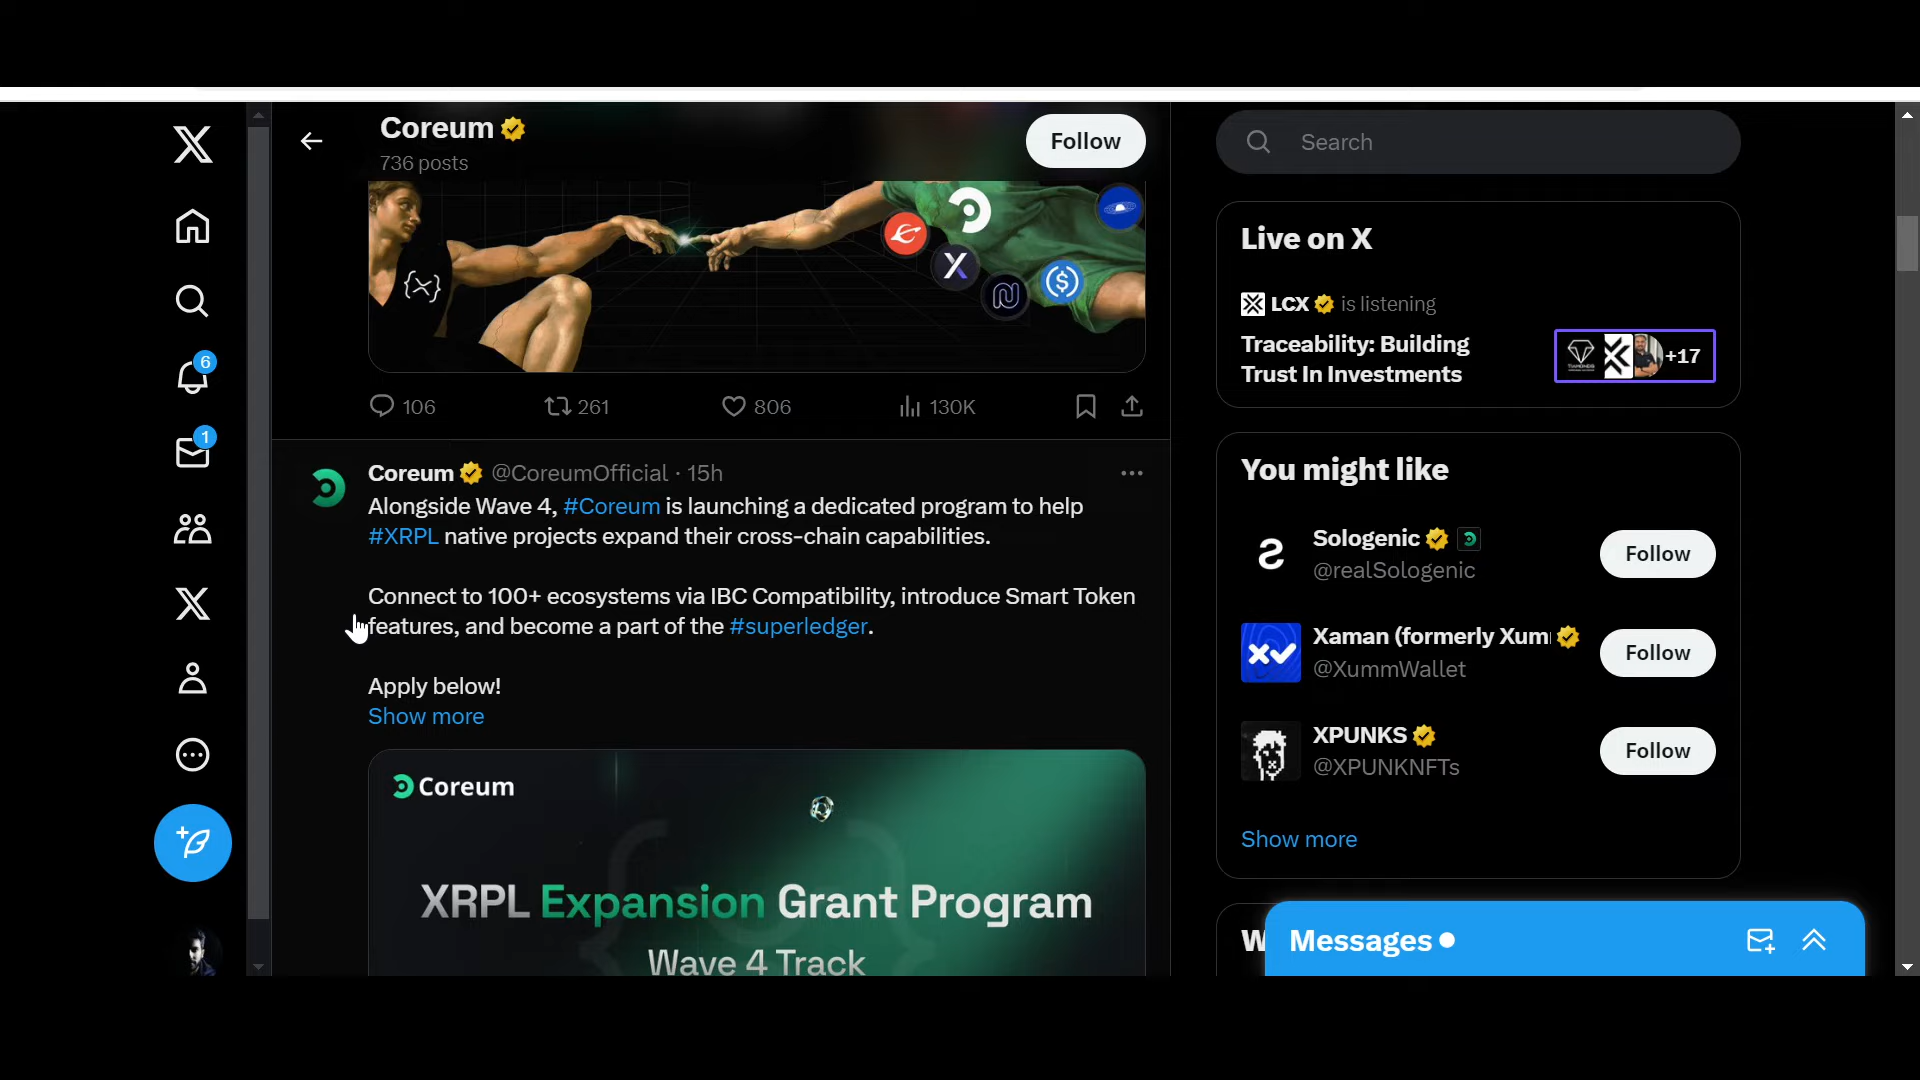 Coreum
736 posts
Follow
Search
{X}
106
261
806
130K
Coreum @CoreumOfficial · 15h
Alongside Wave 4, #Coreum is launching a dedicated program to help
#XRPL native projects expand their cross-chain capabilities.
Connect to 100+ ecosystems via IBC Compatibility, introduce Smart Token
features, and become a part of the #superledger.
Apply below!
Show more
Coreum
XRPL Expansion Grant Program
Wave 4 Track
Live on X
LCX is listening
Traceability: Building
Trust In Investments
+17
You might like
Sologenic
@realSologenic
Follow
Xaman (formerly Xum
@XummWallet
Follow
XPUNKS
@XPUNKNFTs
Follow
Show more
W
Messages
6
1